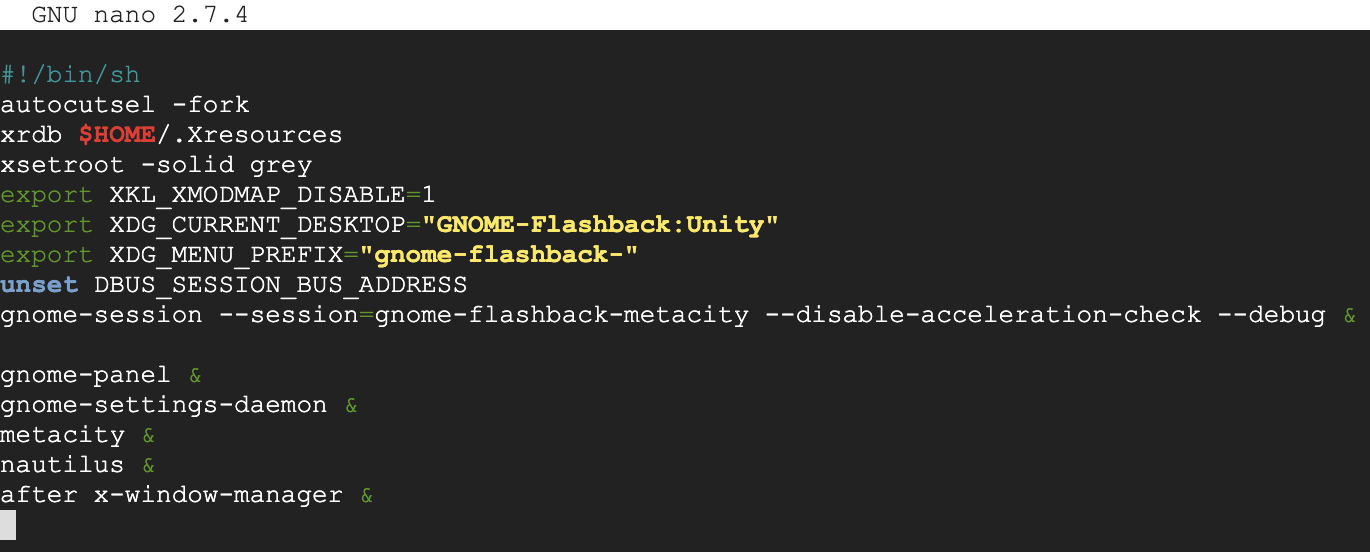 GNU nano 2.7.4
#!/bin/sh
autocutsel -fork
xrdb $HOME/.Xresources
xsetroot -solid grey
export XKL_XMODMAP_DISABLE=1
export XDG_CURRENT_DESKTOP="GNOME-Flashback:Unity"
export XDG_MENU_PREFIX="gnome-flashback-"
unset DBUS_SESSION_BUS_ADDRESS
gnome-session --session=gnome-flashback-metacity --disable-acceleration-check --debug &
gnome-panel &
gnome-settings-daemon &
metacity &
nautilus &
after x-window-manager &